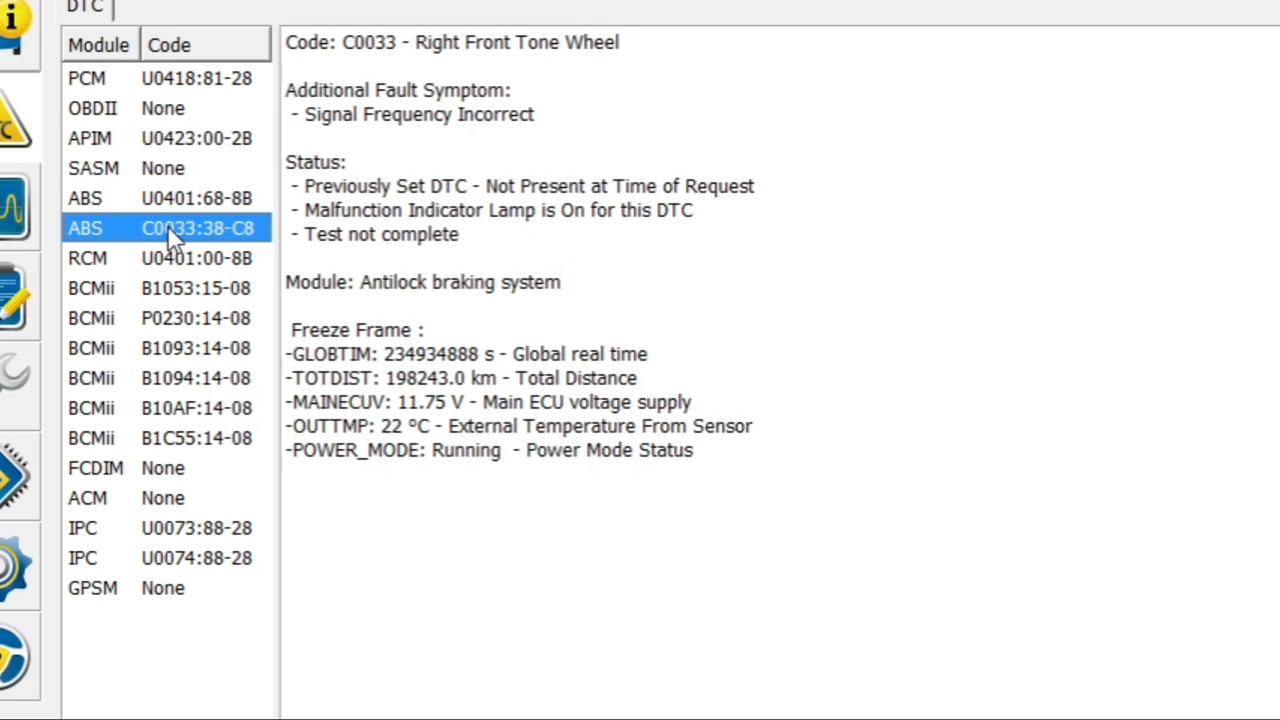 DTC
Module Code
PCM U0418:81-28
OBDII None
APIM U0423:00-2B
SASM None
ABS U0401:68-8B
ABS C0033:38-C8
RCM U0401:00-8B
BCMii B1053:15-08
BCMii P0230:14-08
BCMii B1093:14-08
BCMii B1094:14-08
BCMii B10AF:14-08
BCMii B1C55:14-08
FCDIM None
ACM None
IPC U0073:88-28
IPC U0074:88-28
GPSM None
Code: C0033 - Right Front Tone Wheel
Additional Fault Symptom:
- Signal Frequency Incorrect
Status:
- Previously Set DTC - Not Present at Time of Request
- Malfunction Indicator Lamp is On for this DTC
- Test not complete
Module: Antilock braking system
Freeze Frame :
-GLOBTIM: 234934888 s - Global real time
-TOTDIST: 198243.0 km - Total Distance
-MAINECUV: 11.75 V - Main ECU voltage supply
-OUTTMP: 22 ºC - External Temperature From Sensor
-POWER_MODE: Running - Power Mode Status